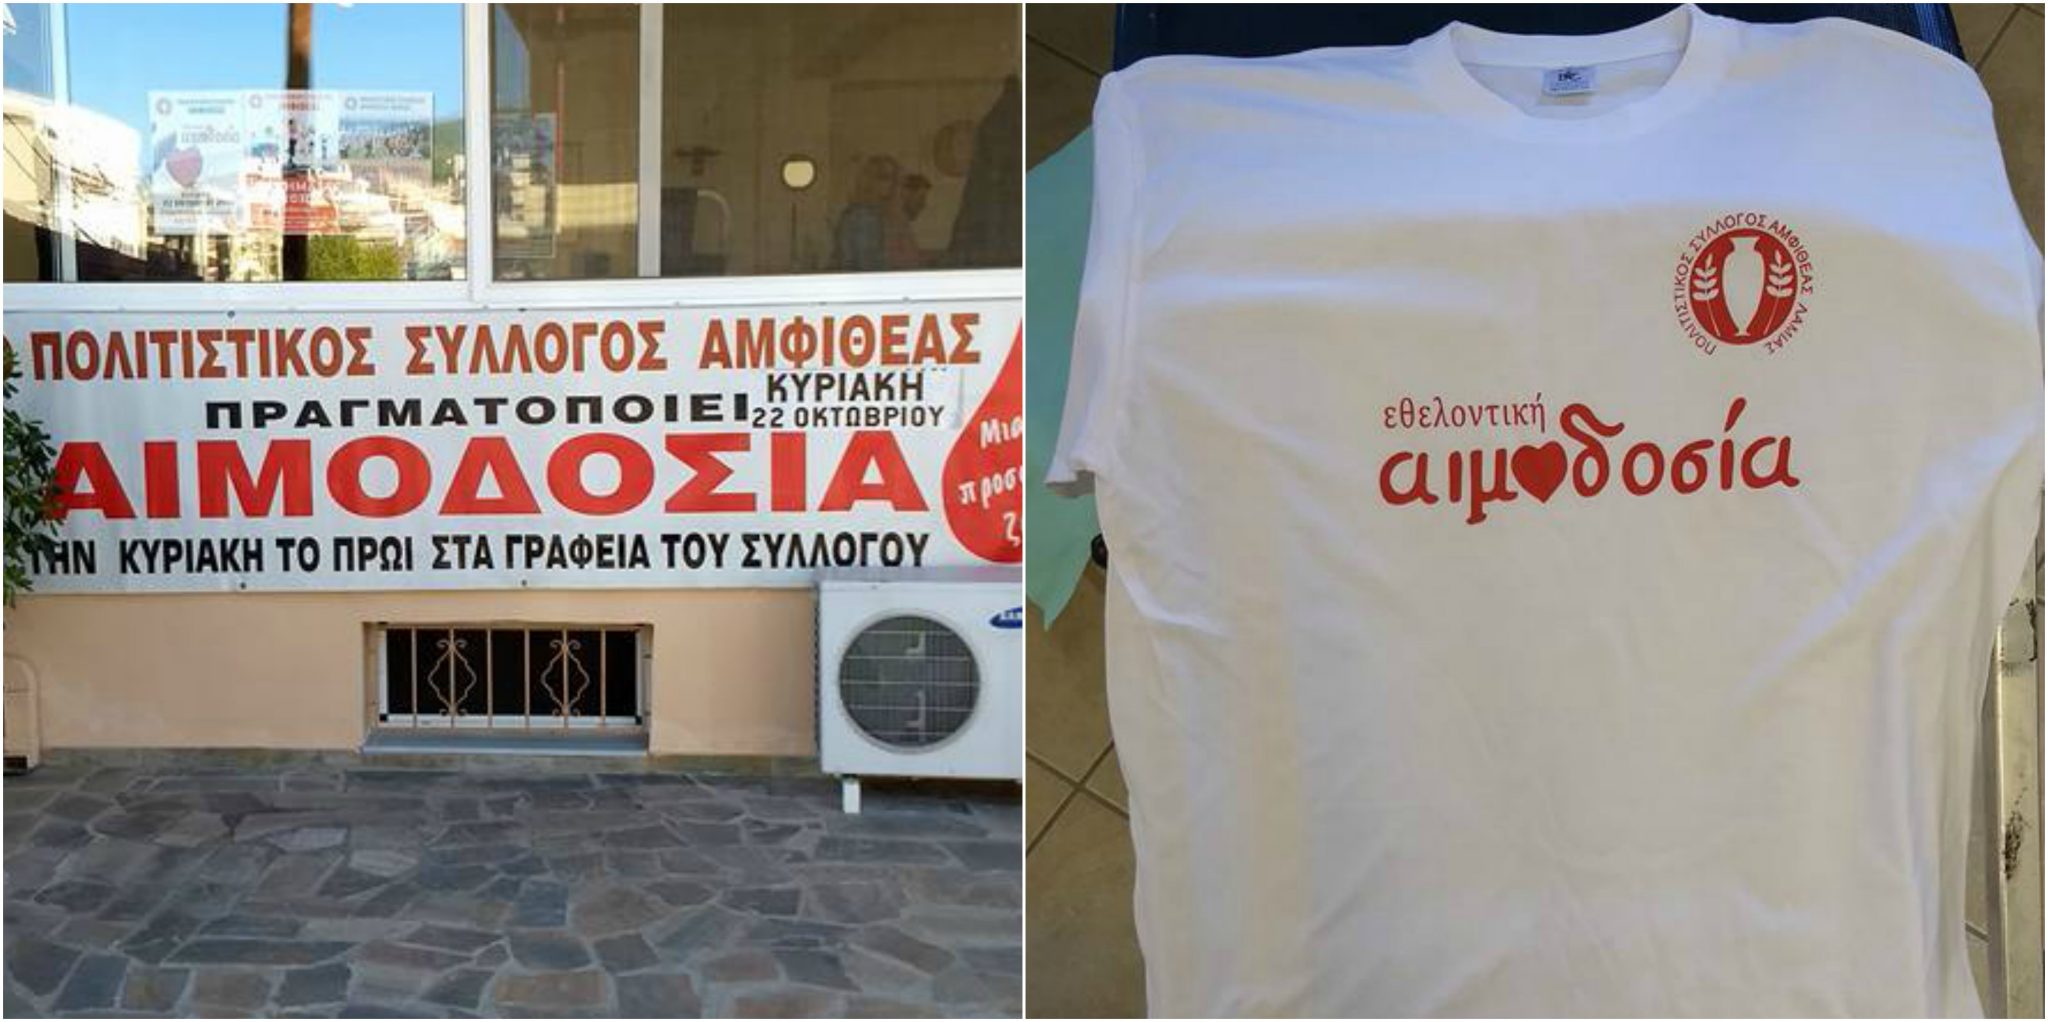 ΠΟΛΙΤΙΣΤΙΚΟΣ ΣΥΛΛΟΓΟΣ ΑΜΦΙΘΕΑΣ
ΠΡΑΓΜΑΤΟΠΟΙΕΙ ΚΥΡΙΑΚΗ
22 ΟΚΤΩΒΡΙΟΥ
ΑΙΜΟΔΟΣΙΑ
ΤΗΝ ΚΥΡΙΑΚΗ ΤΟ ΠΡΩΙ ΣΤΑ ΓΡΑΦΕΙΑ ΤΟΥ ΣΥΛΛΟΓΟΥ
Μια
ΠΟΛΙΤΙΣΤΙΚΟΣ ΣΥΛΛΟΓΟΣ ΑΜΦΙΘΕΑΣ ΛΑΜΙΑΣ
εθελοντική
αιμοδοσία